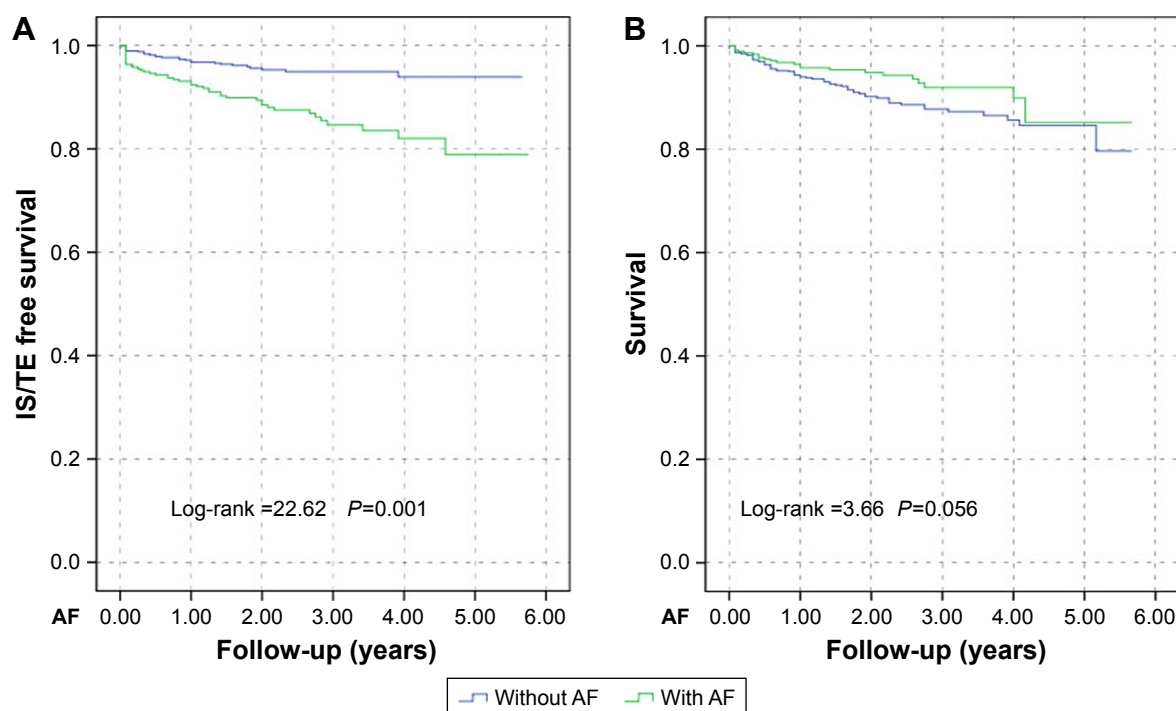 A
1.0
0.8
0.6
0.4
0.2
0.0
IS/TE free survival
Log-rank =22.62 P=0.001
AF 0.00 1.00 2.00 3.00 4.00 5.00 6.00
Follow-up (years)
B
1.0
0.8
0.6
0.4
0.2
0.0
Survival
Log-rank =3.66 P=0.056
AF 0.00 1.00 2.00 3.00 4.00 5.00 6.00
Follow-up (years)
Without AF With AF